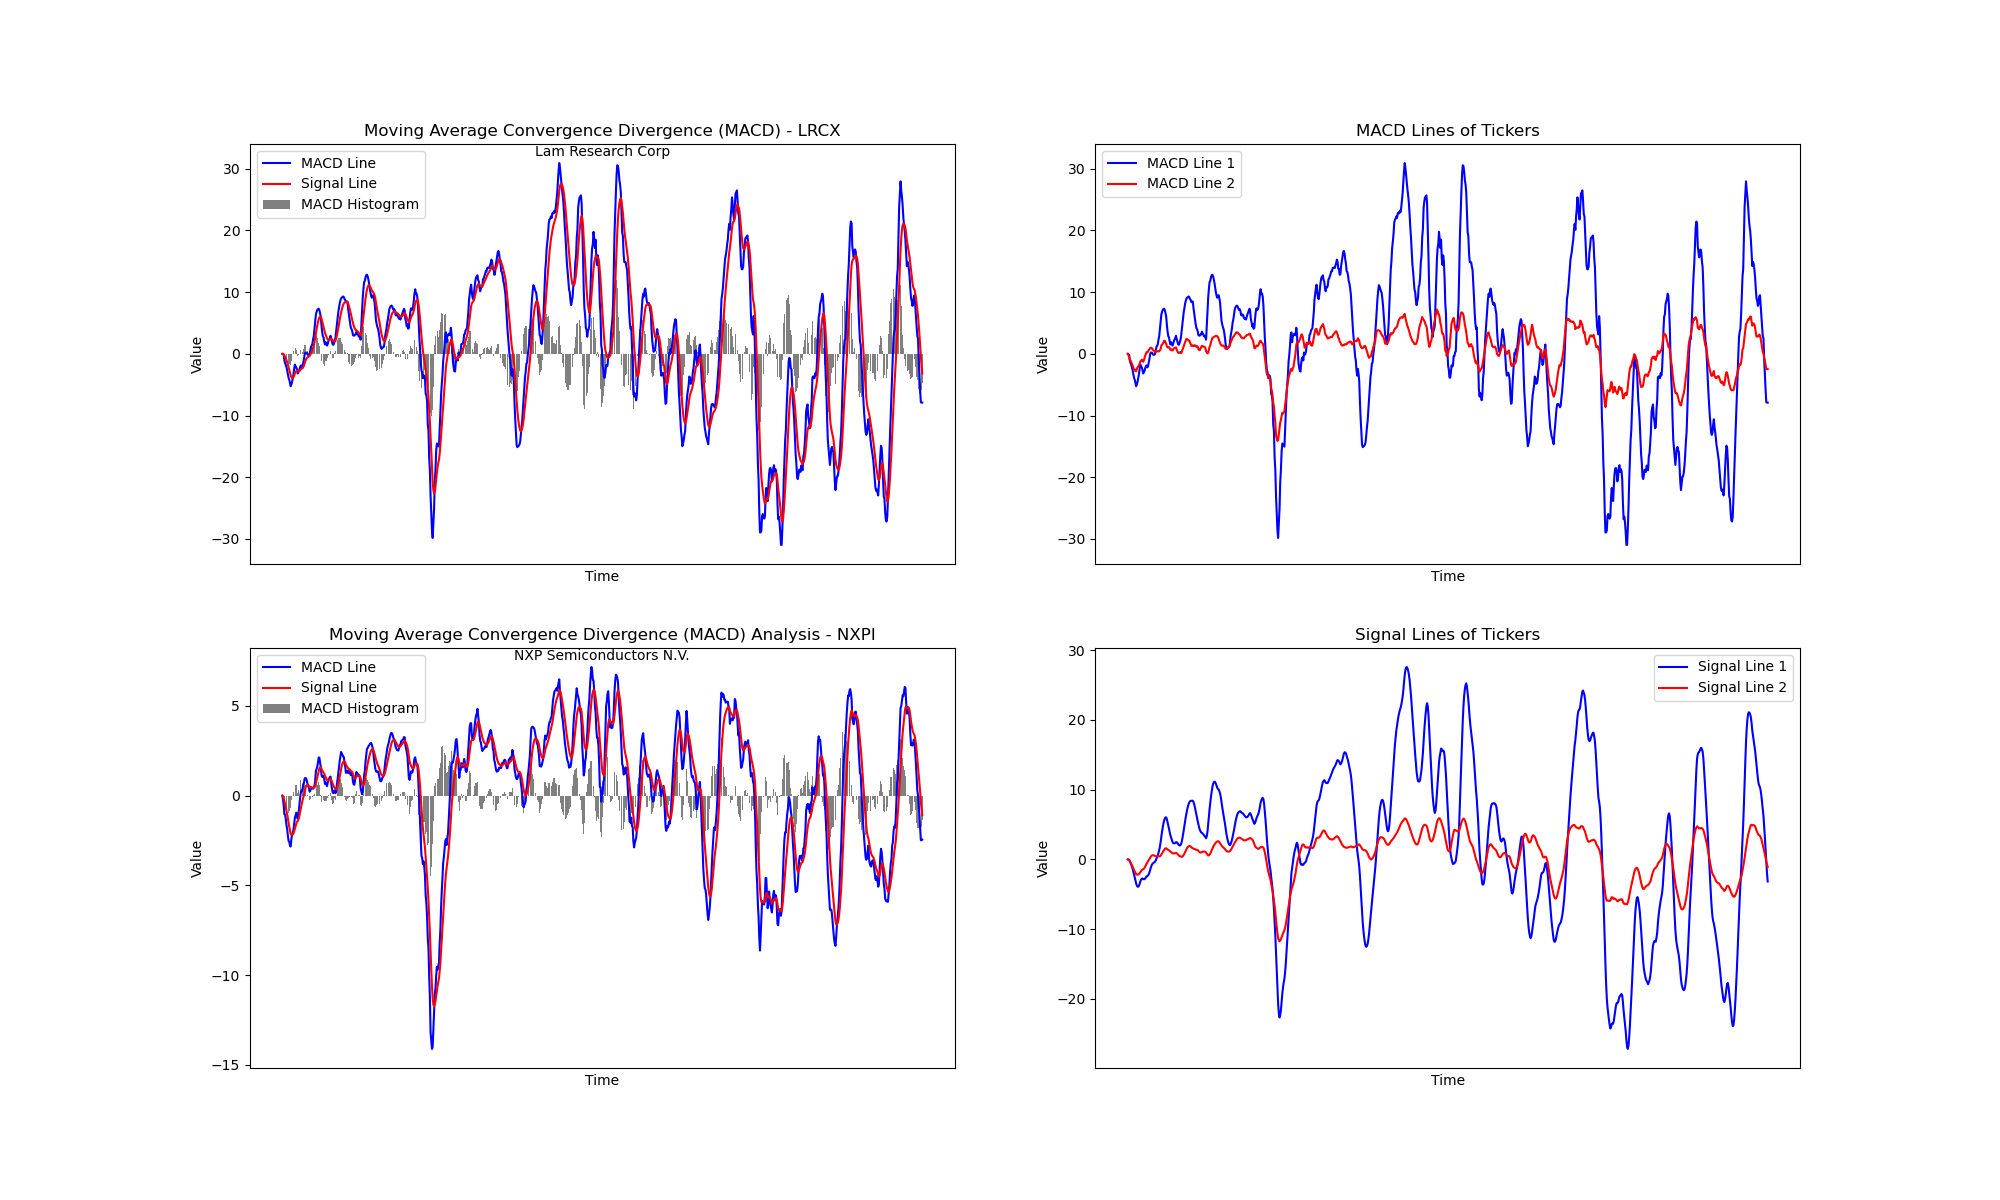 Moving Average Convergence Divergence (MACD) - LRCX
Lam Research Corp
MACD Line
Signal Line
MACD Histogram
30
20
10
0
−10
−20
−30
Value
Time
MACD Lines of Tickers
MACD Line 1
MACD Line 2
30
20
10
0
−10
−20
−30
Value
Time
Moving Average Convergence Divergence (MACD) Analysis - NXPI
NXP Semiconductors N.V.
MACD Line
Signal Line
MACD Histogram
5
0
−5
−10
−15
Value
Time
Signal Lines of Tickers
Signal Line 1
Signal Line 2
30
20
10
0
−10
−20
Value
Time